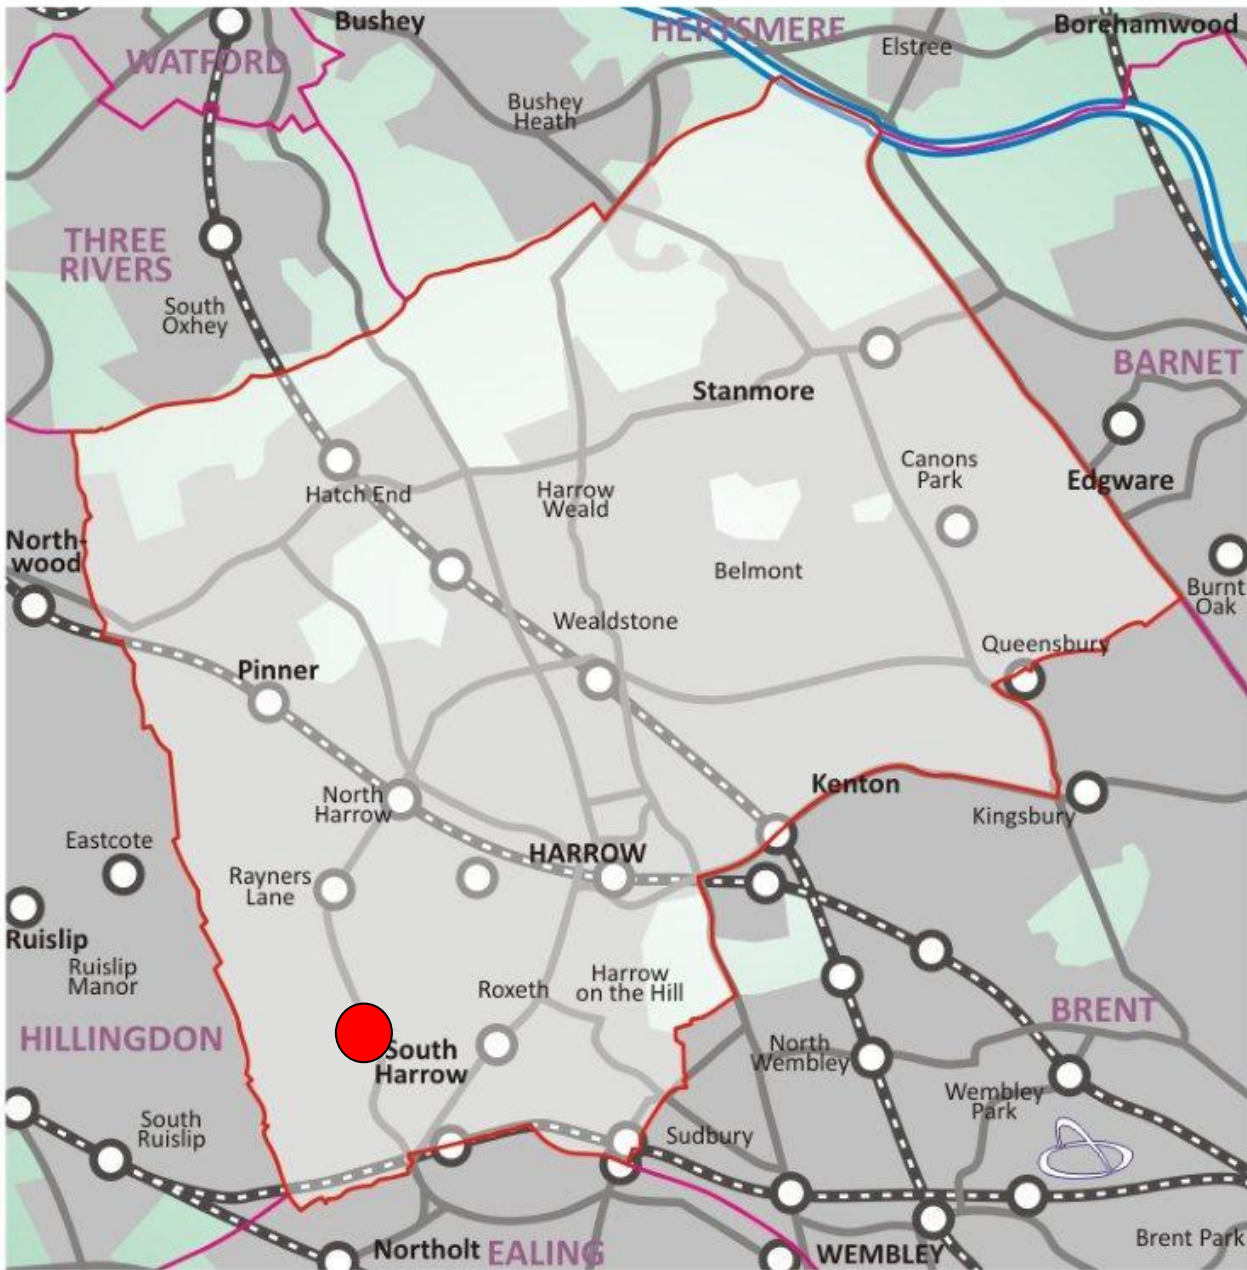 Bushey
HERTSMERE
Borehamwood
WATFORD
Elstree
Bushey
Heath
THREE
RIVERS
South
Oxhey
BARNET
Stanmore
Canons
Park
Edgware
Hatch End
Harrow
Weald
North-
wood
Belmont
Burnt
Oak
Wealdstone
Queensbury
Pinner
Kenton
North
Harrow
Kingsbury
Eastcote
HARROW
Rayners
Lane
Ruislip
Ruislip
Manor
Roxeth
Harrow
on the Hill
HILLINGDON
BRENT
South
Harrow
North
Wembley
Wembley
Park
South
Ruislip
Sudbury
Brent Park
Northolt
EALING
WEMBLEY